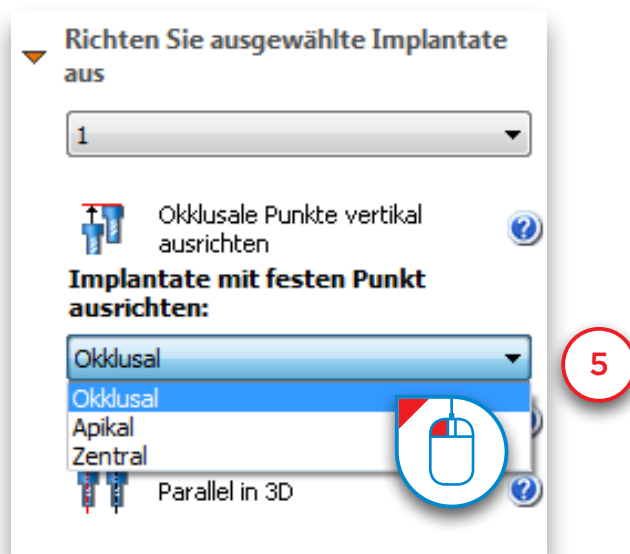 Richten Sie ausgewählte Implantate
aus
1
Okklusale Punkte vertikal
ausrichten
?
Implantate mit festen Punkt
ausrichten:
Okklusal
5
Okklusal
Apikal
Zentral
Parallel in 3D
?